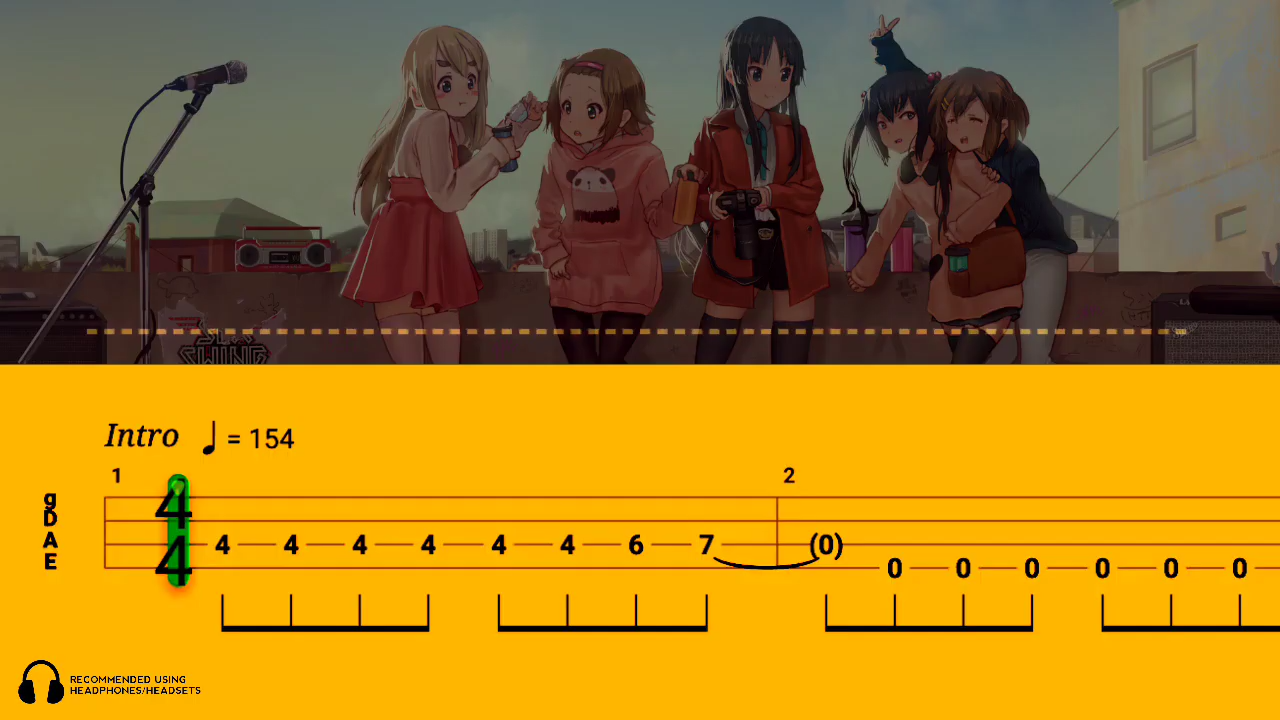 SWING
Intro ♩ = 154
1 2
g
D
A
E
4
4
4 4 4 4 4 4 6 7 (0)
0 0 0 0 0 0
RECOMMENDED USING
HEADPHONES/HEADSETS